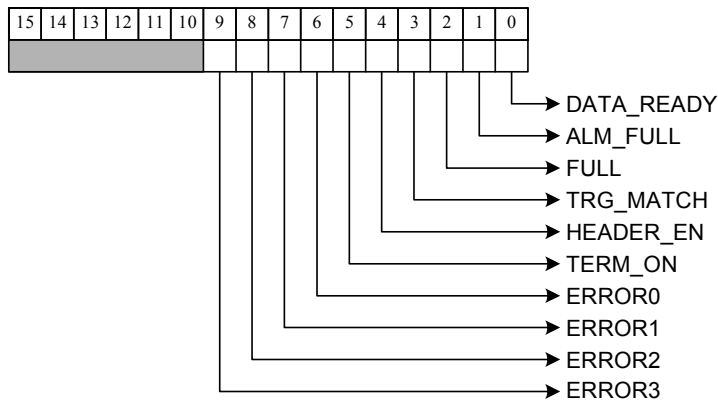 15 14 13 12 11 10 9 8 7 6 5 4 3 2 1 0
DATA_READY
ALM_FULL
FULL
TRG_MATCH
HEADER_EN
TERM_ON
ERROR0
ERROR1
ERROR2
ERROR3